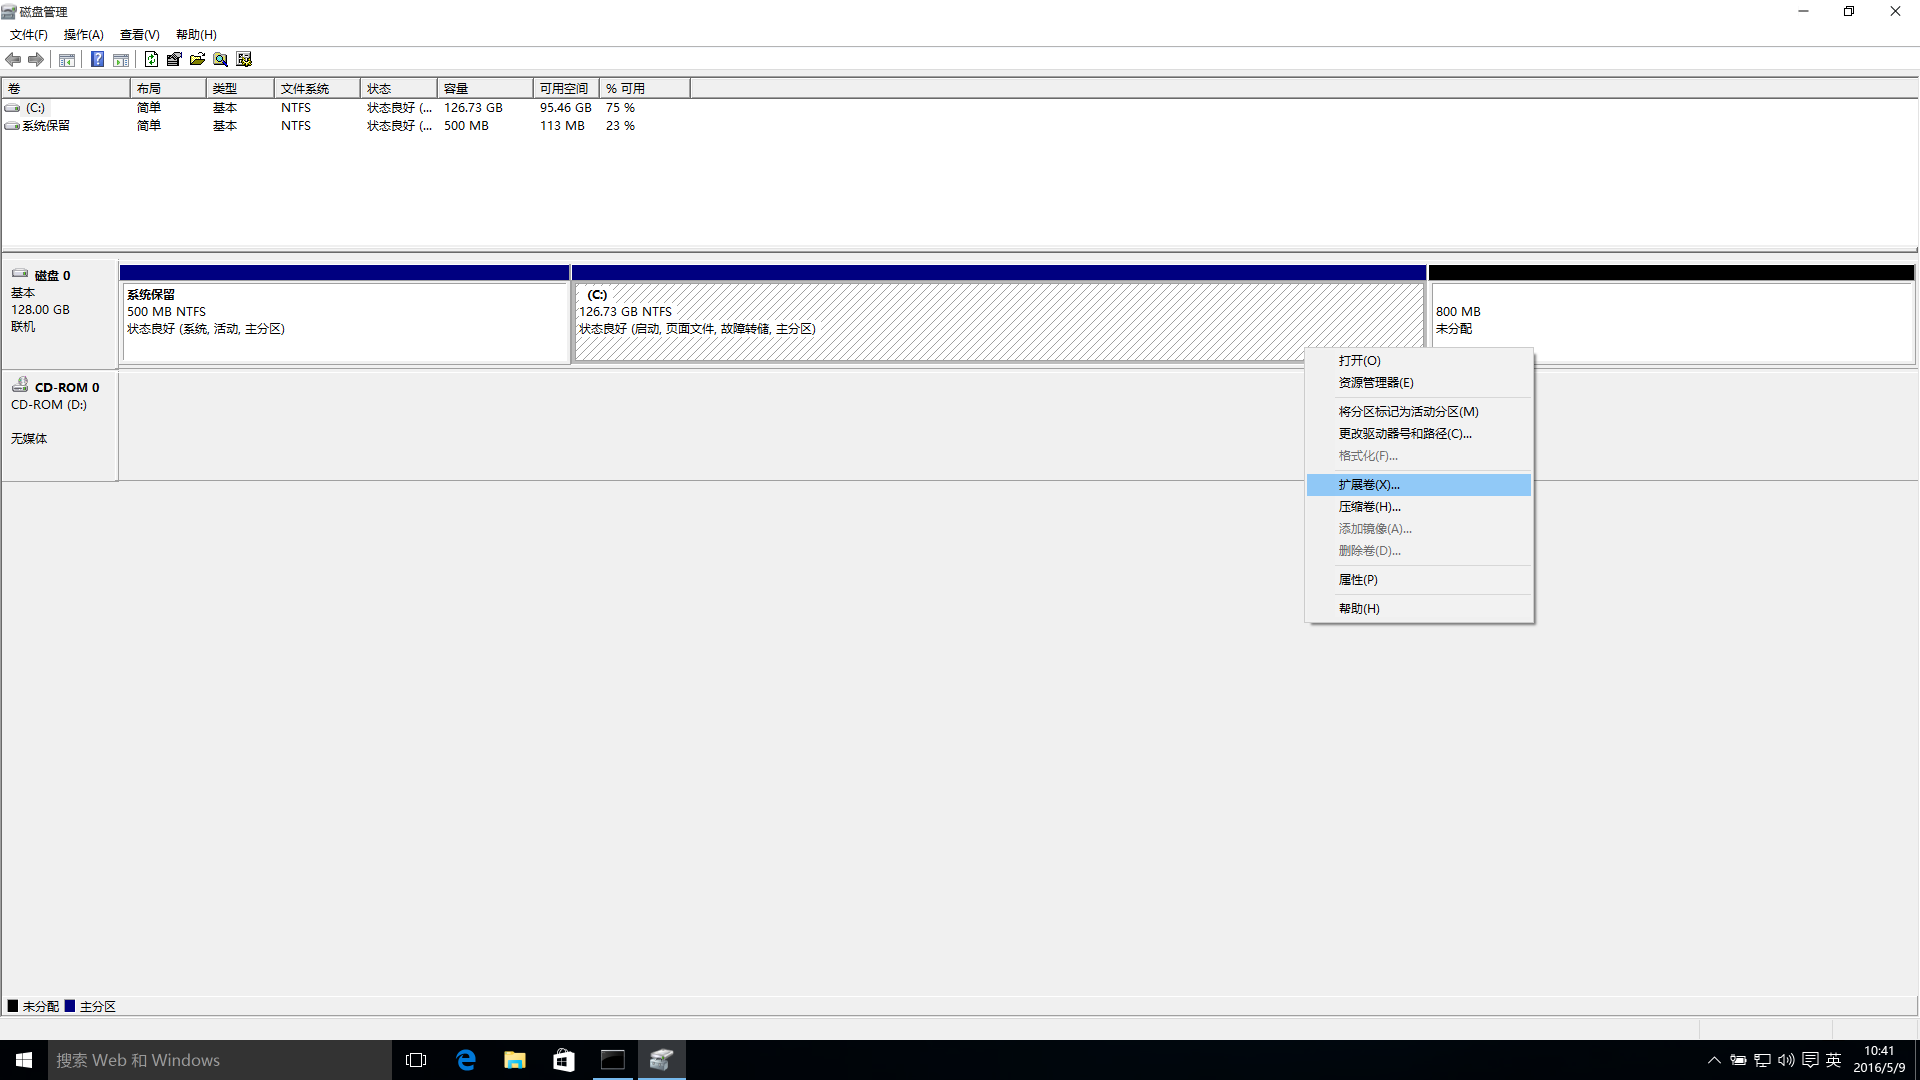 磁盘管理
文件(F) 操作(A) 查看(V) 帮助(H)
卷 布局 类型 文件系统 状态 容量 可用空间 % 可用
(C:) 简单 基本 NTFS 状态良好 (... 126.73 GB 95.46 GB 75 %
系统保留 简单 基本 NTFS 状态良好 (... 500 MB 113 MB 23 %
磁盘 0
基本
128.00 GB
联机
系统保留
500 MB NTFS
状态良好 (系统, 活动, 主分区)
(C:)
126.73 GB NTFS
状态良好 (启动, 页面文件, 故障转储, 主分区)
800 MB
未分配
CD-ROM 0
CD-ROM (D:)
无媒体
打开(O)
资源管理器(E)
将分区标记为活动分区(M)
更改驱动器号和路径(C)...
格式化(F)...
扩展卷(X)...
压缩卷(H)...
添加镜像(A)...
删除卷(D)...
属性(P)
帮助(H)
未分配 主分区
搜索 Web 和 Windows
英
10:41
2016/5/9